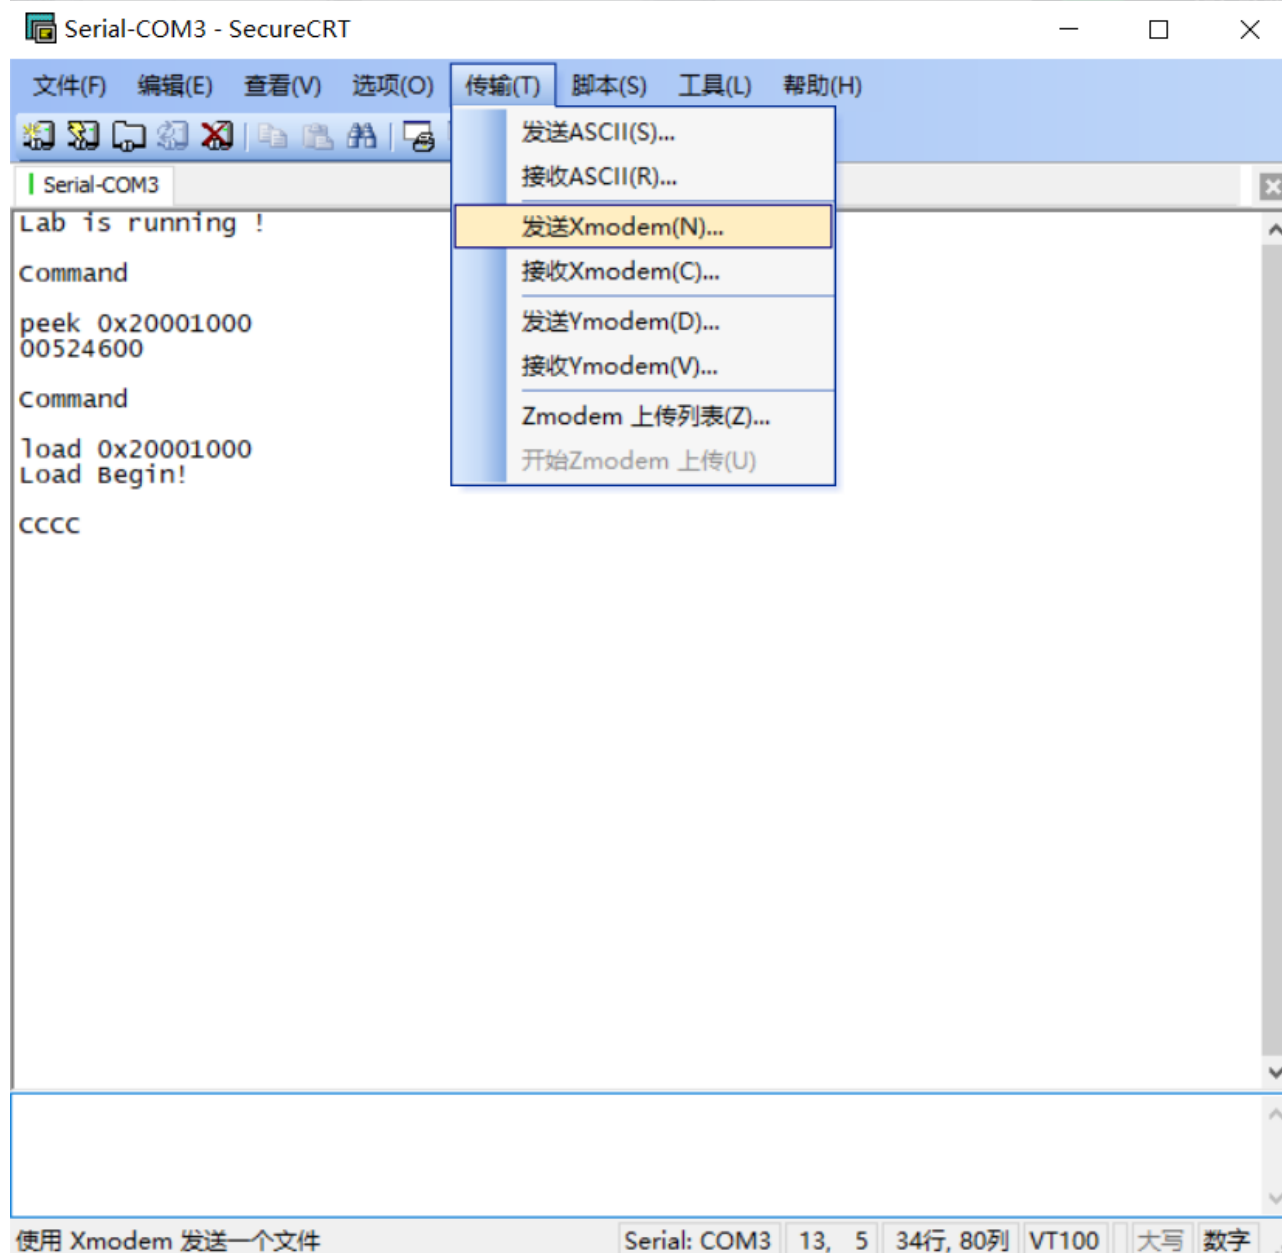 Serial-COM3 - SecureCRT
文件(F) 编辑(E) 查看(V) 选项(O) 传输(T) 脚本(S) 工具(L) 帮助(H)
发送ASCII(S)...
接收ASCII(R)...
发送Xmodem(N)...
接收Xmodem(C)...
发送Ymodem(D)...
接收Ymodem(V)...
Zmodem 上传列表(Z)...
开始Zmodem 上传(U)
Serial-COM3
Lab is running !
Command
peek 0x20001000
00524600
Command
load 0x20001000
Load Begin!
CCCC
使用 Xmodem 发送一个文件 Serial: COM3 13, 5 34行, 80列 VT100 大写 数字